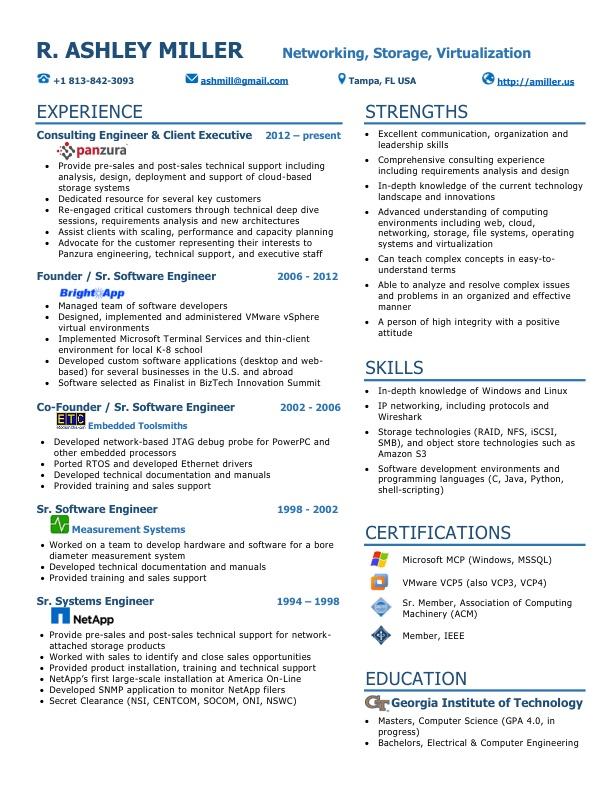 R. ASHLEY MILLER Networking, Storage, Virtualization
+1 813-842-3093 ashmill@gmail.com Tampa, FL USA http://amiller.us
EXPERIENCE
Consulting Engineer & Client Executive 2012 – present
panzura
• Provide pre-sales and post-sales technical support including
analysis, design, deployment and support of cloud-based
storage systems
• Dedicated resource for several key customers
• Re-engaged critical customers through technical deep dive
sessions, requirements analysis and new architectures
• Assist clients with scaling, performance and capacity planning
• Advocate for the customer representing their interests to
Panzura engineering, technical support, and executive staff
Founder / Sr. Software Engineer 2006 - 2012
BrightApp
• Managed team of software developers
• Designed, implemented and administered VMware vSphere
virtual environments
• Implemented Microsoft Terminal Services and thin-client
environment for local K-8 school
• Developed custom software applications (desktop and web-
based) for several businesses in the U.S. and abroad
• Software selected as Finalist in BizTech Innovation Summit
Co-Founder / Sr. Software Engineer 2002 - 2006
ETC
Embedded Toolsmiths
• Developed network-based JTAG debug probe for PowerPC and
other embedded processors
• Ported RTOS and developed Ethernet drivers
• Developed technical documentation and manuals
• Provided training and sales support
Sr. Software Engineer 1998 - 2002
Measurement Systems
• Worked on a team to develop hardware and software for a bore
diameter measurement system
• Developed technical documentation and manuals
• Provided training and sales support
Sr. Systems Engineer 1994 – 1998
NetApp
• Provide pre-sales and post-sales technical support for network-
attached storage products
• Worked with sales to identify and close sales opportunities
• Provided product installation, training and technical support
• NetApp's first large-scale installation at America On-Line
• Developed SNMP application to monitor NetApp filers
• Secret Clearance (NSI, CENTCOM, SOCOM, ONI, NSWC)
STRENGTHS
• Excellent communication, organization and
leadership skills
• Comprehensive consulting experience
including requirements analysis and design
• In-depth knowledge of the current technology
landscape and innovations
• Advanced understanding of computing
environments including web, cloud,
networking, storage, file systems, operating
systems and virtualization
• Can teach complex concepts in easy-to-
understand terms
• Able to analyze and resolve complex issues
and problems in an organized and effective
manner
• A person of high integrity with a positive
attitude
SKILLS
• In-depth knowledge of Windows and Linux
• IP networking, including protocols and
Wireshark
• Storage technologies (RAID, NFS, iSCSI,
SMB), and object store technologies such as
Amazon S3
• Software development environments and
programming languages (C, Java, Python,
shell-scripting)
CERTIFICATIONS
Microsoft MCP (Windows, MSSQL)
VMware VCP5 (also VCP3, VCP4)
Sr. Member, Association of Computing
Machinery (ACM)
Member, IEEE
EDUCATION
GT Georgia Institute of Technology
• Masters, Computer Science (GPA 4.0, in
progress)
• Bachelors, Electrical & Computer Engineering